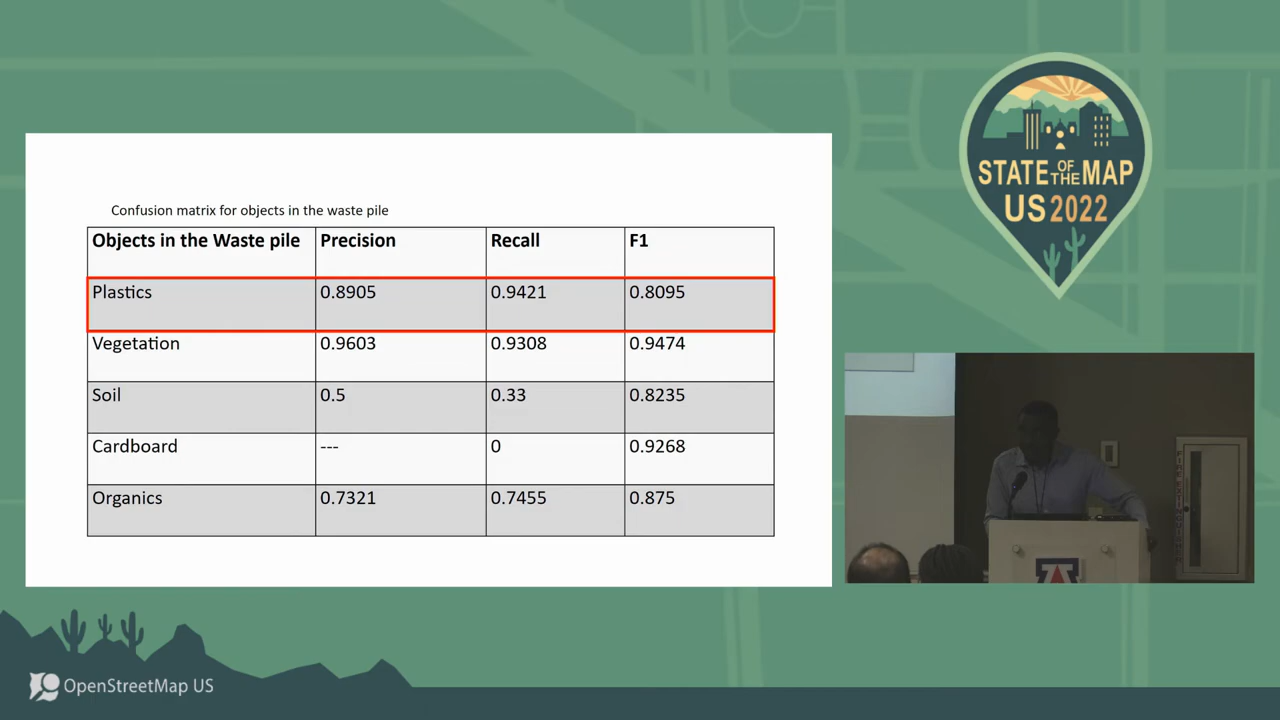 Confusion matrix for objects in the waste pile
Objects in the Waste pile Precision Recall F1
Plastics 0.8905 0.9421 0.8095
Vegetation 0.9603 0.9308 0.9474
Soil 0.5 0.33 0.8235
Cardboard --- 0 0.9268
Organics 0.7321 0.7455 0.875
STATE OF THE MAP
US 2022
A
OpenStreetMap US